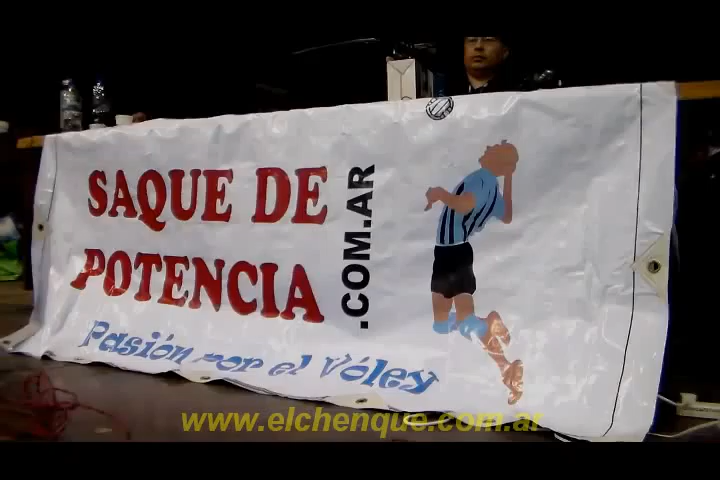 SAQUE DE
POTENCIA
.COM.AR
Pasión por el Vóley
www.elchenque.com.ar